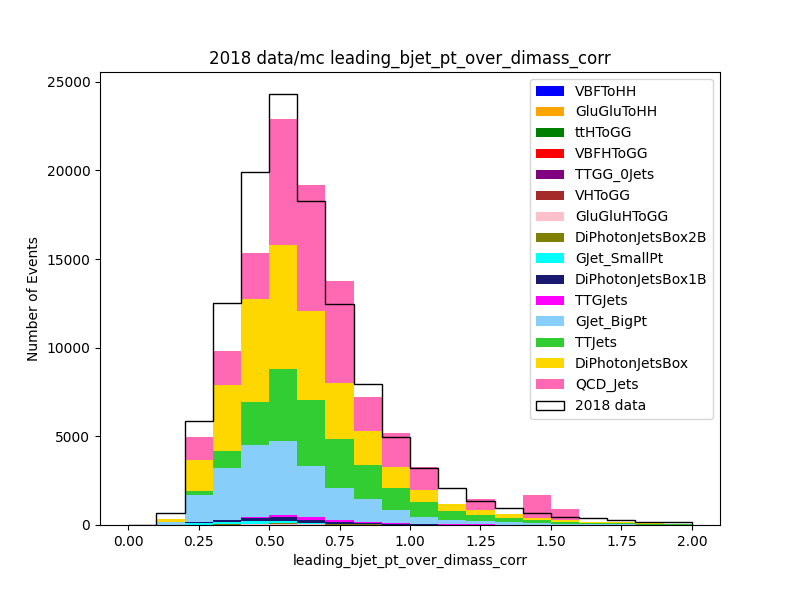 2018 data/mc leading_bjet_pt_over_dimass_corr
25000
20000
15000
10000
5000
0
Number of Events
VBFToHH
GluGluToHH
ttHToGG
VBFHToGG
TTGG_0Jets
VHToGG
GluGluHToGG
DiPhotonJetsBox2B
GJet_SmallPt
DiPhotonJetsBox1B
TTGJets
GJet_BigPt
TTJets
DiPhotonJetsBox
QCD_Jets
2018 data
0.00 0.25 0.50 0.75 1.00 1.25 1.50 1.75 2.00
leading_bjet_pt_over_dimass_corr